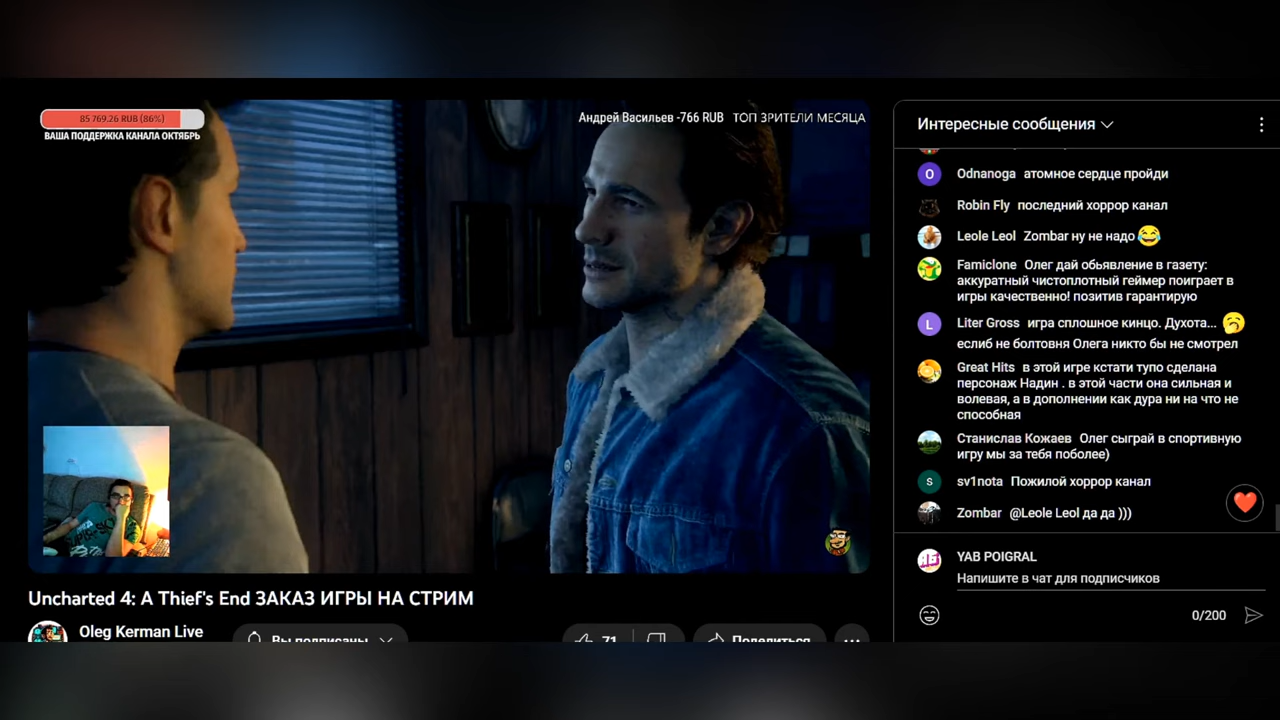 85 769.26 RUB (86%)
ВАША ПОДДЕРЖКА КАНАЛА ОКТЯБРЬ
Андрей Васильев -766 RUB ТОП ЗРИТЕЛИ МЕСЯЦА
Uncharted 4: A Thief's End ЗАКАЗ ИГРЫ НА СТРИМ
Oleg Kerman Live
Вы подписаны
71
Поделиться
Интересные сообщения
Odnanoga атомное сердце пройди
Robin Fly последний хоррор канал
Leole Leol Zombar ну не надо😂
Famiclone Олег дай обьявление в газету:
аккуратный чистоплотный геймер поиграет в
игры качественно! позитив гарантирую
L
Liter Gross игра сплошное кинцо. Духота... 🥱
еслиб не болтовня Олега никто бы не смотрел
Great Hits в этой игре кстати тупо сделана
персонаж Надин . в этой части она сильная и
волевая, а в дополнении как дура ни на что не
способная
Станислав Кожаев Олег сыграй в спортивную
игру мы за тебя поболее)
s
sv1nota Пожилой хоррор канал
Zombar @Leole Leol да да )))
YAB POIGRAL
Напишите в чат для подписчиков
0/200